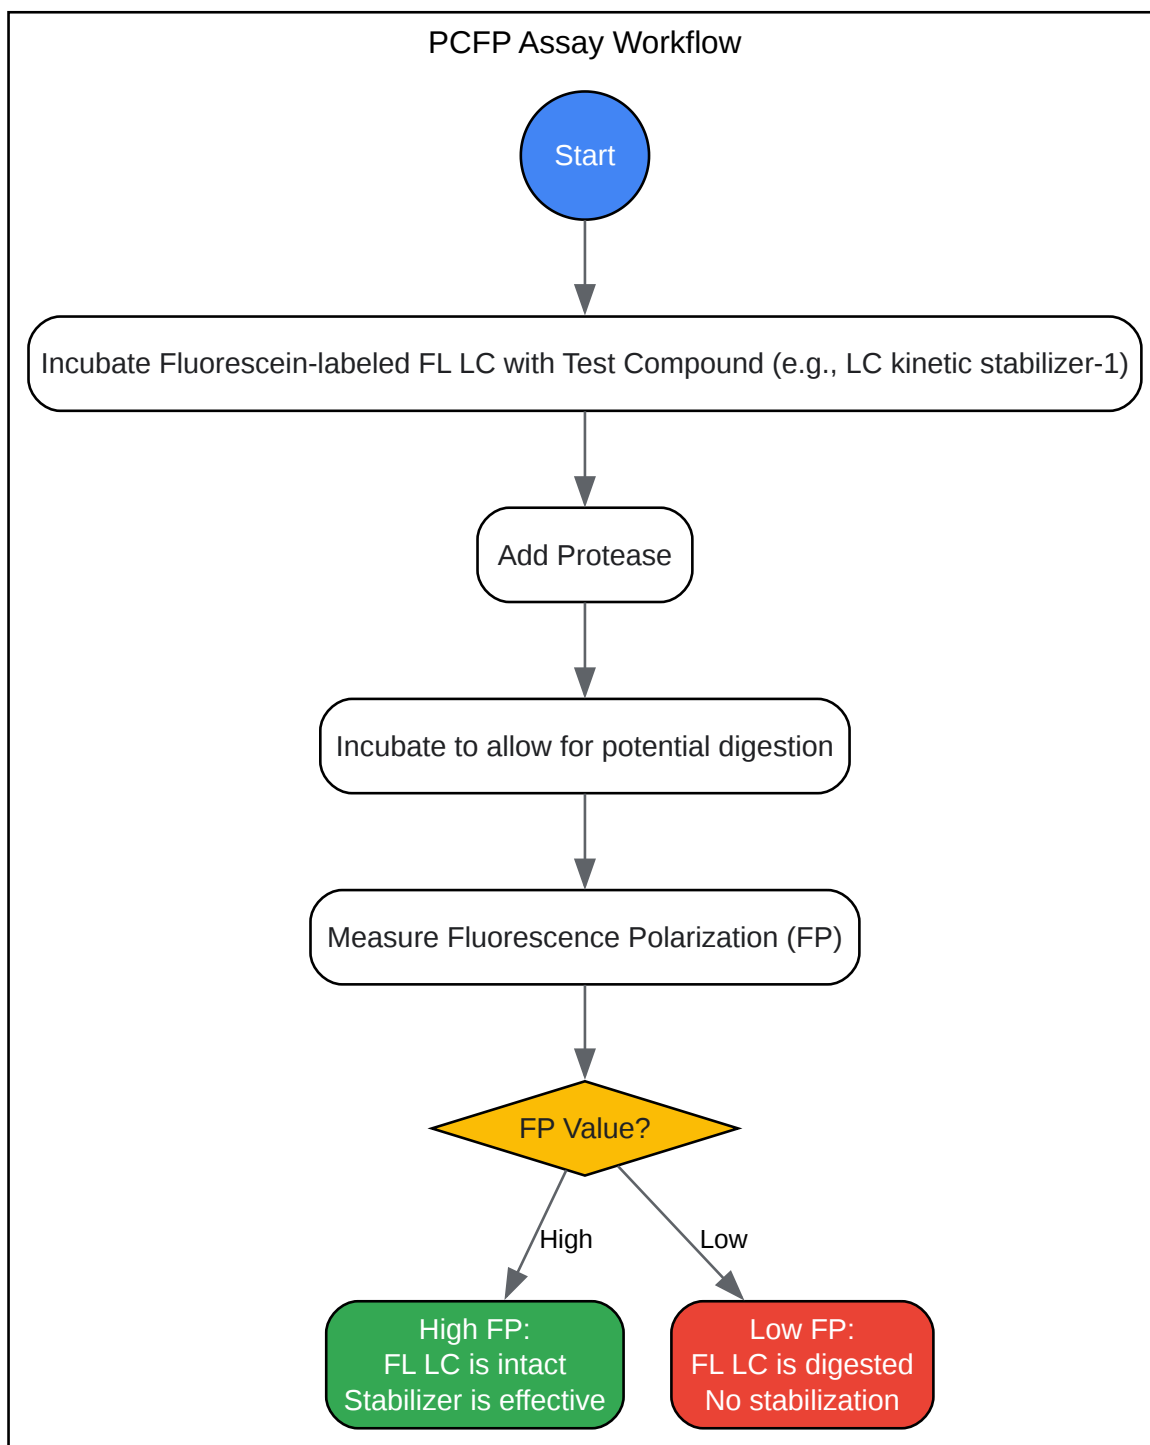 PCFP Assay Workflow
Start
Incubate Fluorescein-labeled FL LC with Test Compound (e.g., LC kinetic stabilizer-1)
Add Protease
Incubate to allow for potential digestion
Measure Fluorescence Polarization (FP)
FP Value?
High
Low
High FP:
FL LC is intact
Stabilizer is effective
Low FP:
FL LC is digested
No stabilization